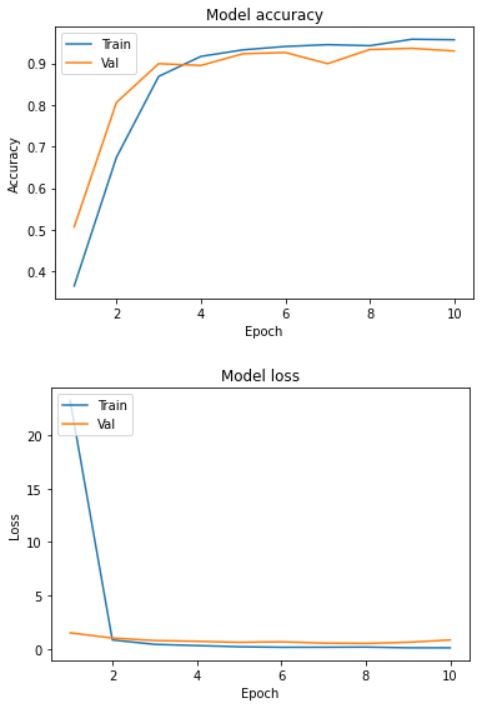 Model accuracy
Train
Val
0.9
0.8
0.7
0.6
0.5
0.4
Accuracy
2 4 6 8 10
Epoch
Model loss
Train
Val
20
15
10
5
0
Loss
2 4 6 8 10
Epoch